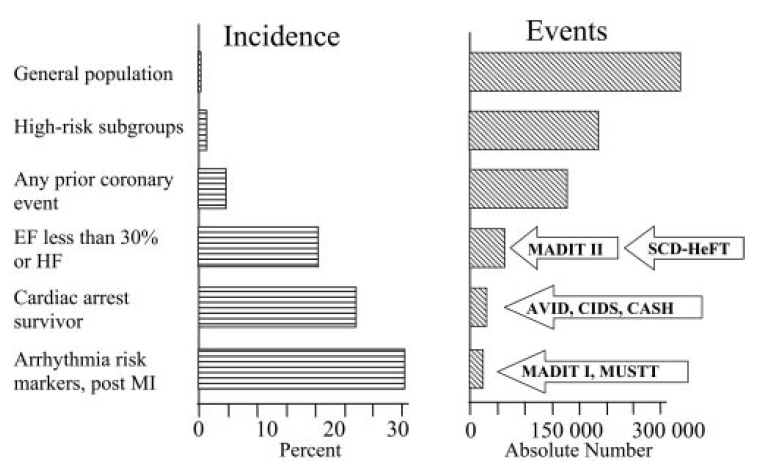 Incidence
Events
General population
High-risk subgroups
Any prior coronary
event
EF less than 30%
or HF
MADIT II
SCD-HeFT
Cardiac arrest
survivor
AVID, CIDS, CASH
Arrhythmia risk
markers, post MI
MADIT I, MUSTT
0 10 20 30
Percent
0 150 000 300 000
Absolute Number